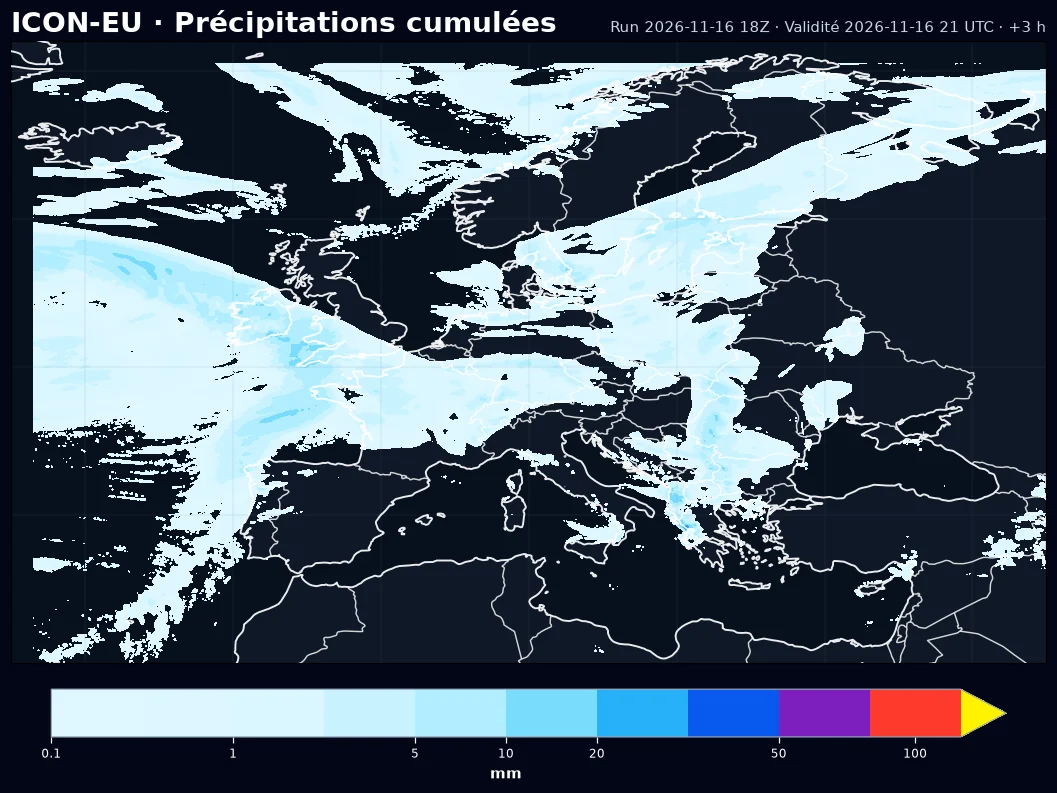 ICON-EU · Précipitations cumulées
Run 2026-11-16 18Z · Validité 2026-11-16 21 UTC · +3 h
0.1 1 5 10 20 50 100
mm